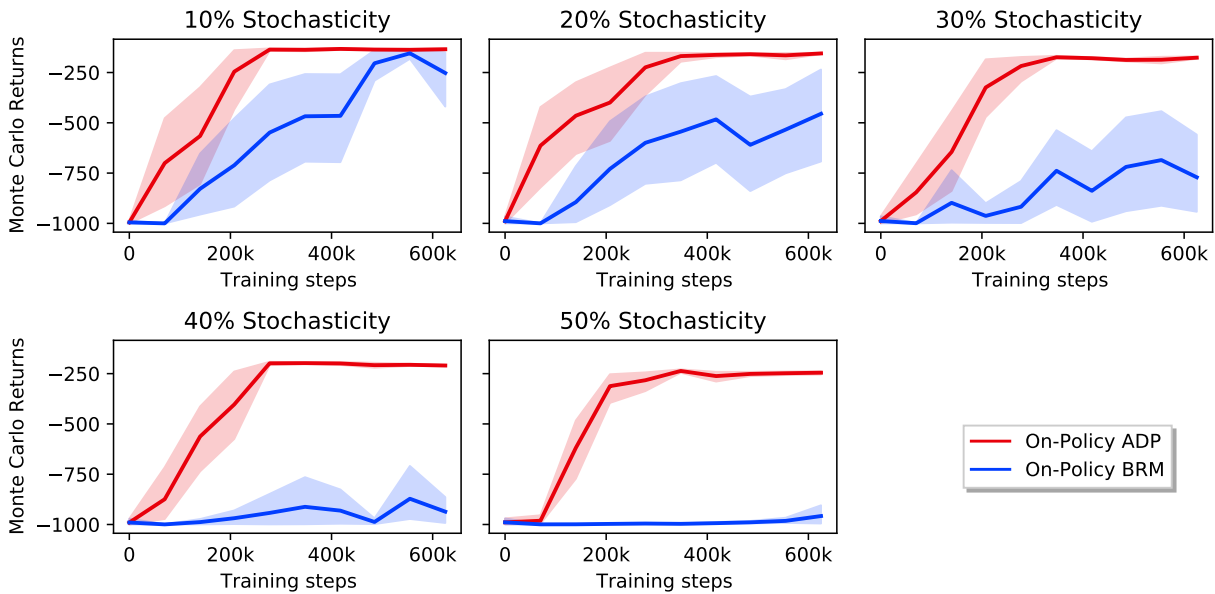 10% Stochasticity
20% Stochasticity
30% Stochasticity
Monte Carlo Returns
−250
−500
−750
−1000
0 200k 400k 600k
0 200k 400k 600k
0 200k 400k 600k
Training steps
Training steps
Training steps
40% Stochasticity
50% Stochasticity
Monte Carlo Returns
−250
−500
−750
−1000
0 200k 400k 600k
0 200k 400k 600k
Training steps
Training steps
On-Policy ADP
On-Policy BRM